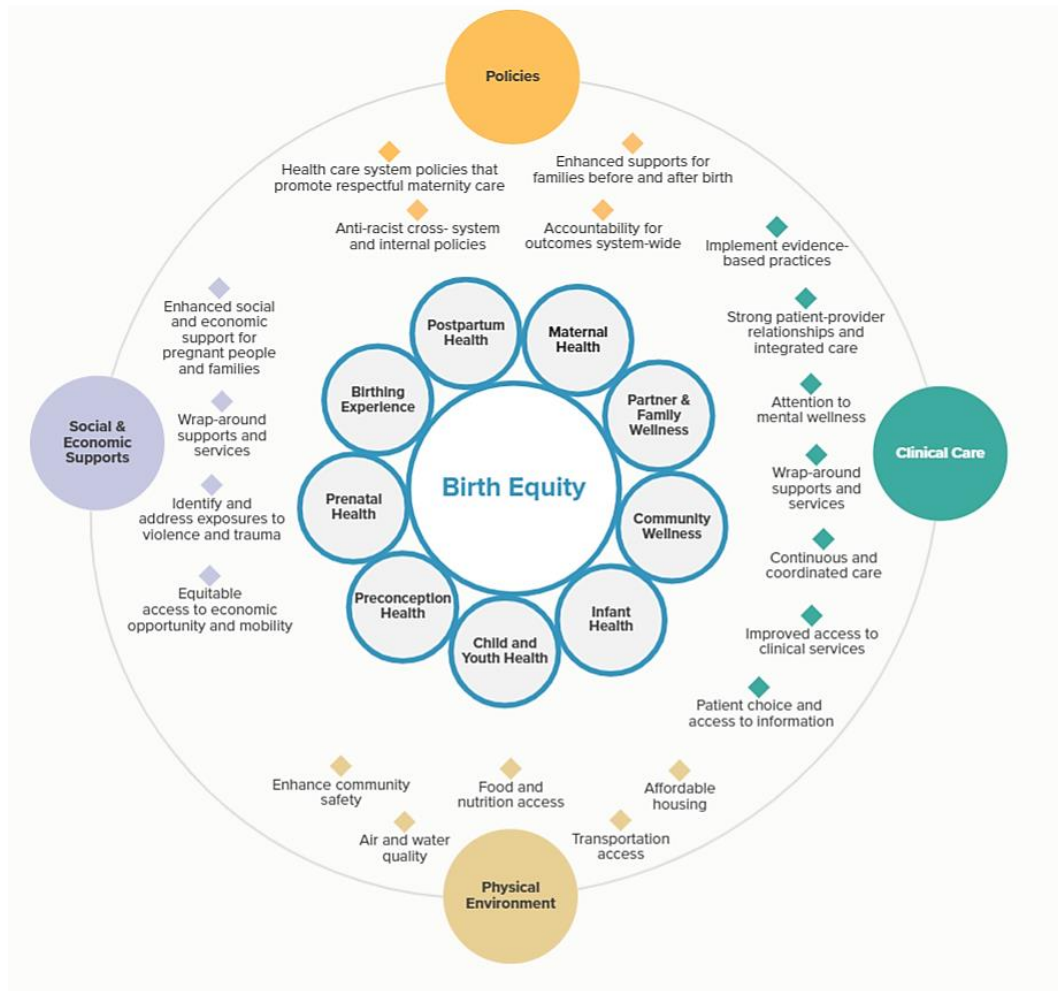 Policies
Health care system policies that
promote respectful maternity care
Enhanced supports for
families before and after birth
Anti-racist cross- system
and internal policies
Accountability for
outcomes system-wide
Implement evidence-
based practices
Strong patient-provider
relationships and
integrated care
Attention to
mental wellness
Clinical Care
Wrap-around
supports and
services
Continuous and
coordinated care
Improved access to
clinical services
Patient choice and
access to information
Enhanced social
and economic
support for
pregnant people
and families
Social &
Economic
Supports
Wrap-around
supports and
services
Identify and
address exposures to
violence and trauma
Equitable
access to economic
opportunity and mobility
Postpartum
Health
Maternal
Health
Birthing
Experience
Partner &
Family
Wellness
Birth Equity
Prenatal
Health
Community
Wellness
Preconception
Health
Infant
Health
Child and
Youth Health
Enhance community
safety
Food and
nutrition access
Affordable
housing
Air and water
quality
Transportation
access
Physical
Environment